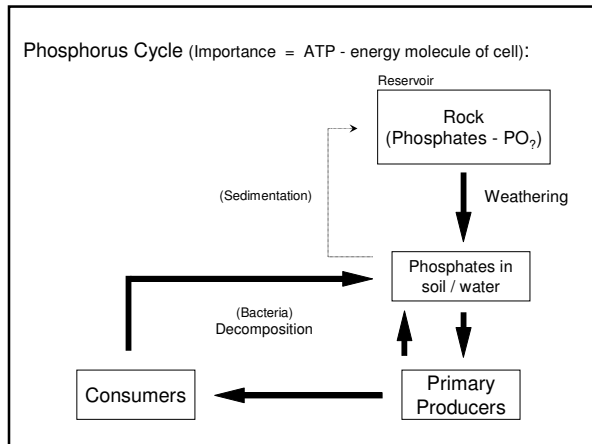 Phosphorus Cycle (Importance = ATP - energy molecule of cell):
Reservoir
Rock
(Phosphates - PO?)
Weathering
(Sedimentation)
Phosphates in
soil / water
(Bacteria)
Decomposition
Consumers
Primary
Producers